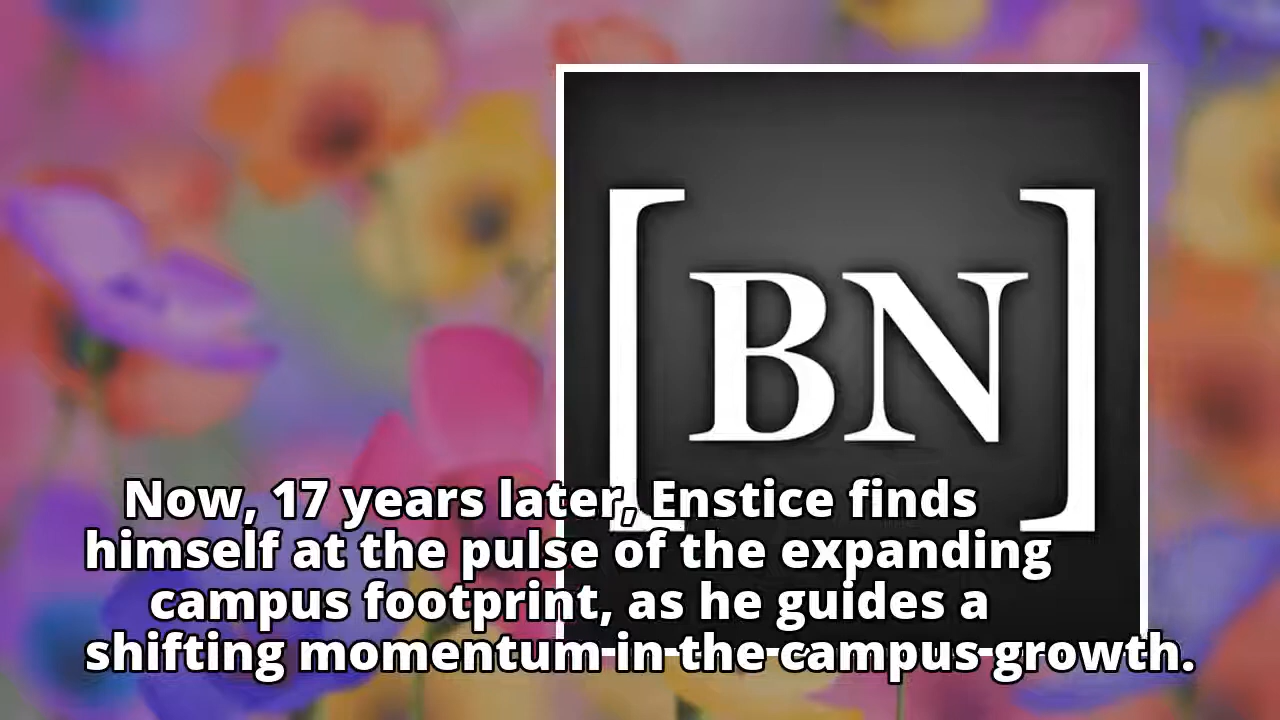 [BN]
Now, 17 years later, Enstice finds
himself at the pulse of the expanding
campus footprint, as he guides a
shifting momentum in the campus growth.